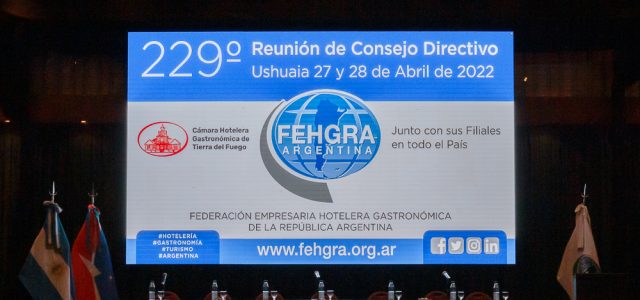 229º
Reunión de Consejo Directivo
Ushuaia 27 y 28 de Abril de 2022
Cámara Hotelera
Gastronómica de
Tierra del Fuego
FEHGRA
ARGENTINA
Junto con sus Filiales
en todo el País
FEDERACIÓN EMPRESARIA HOTELERA GASTRONÓMICA
DE LA REPÚBLICA ARGENTINA
#HOTELERÍA
#GASTRONOMÍA
#TURISMO
#ARGENTINA
www.fehgra.org.ar